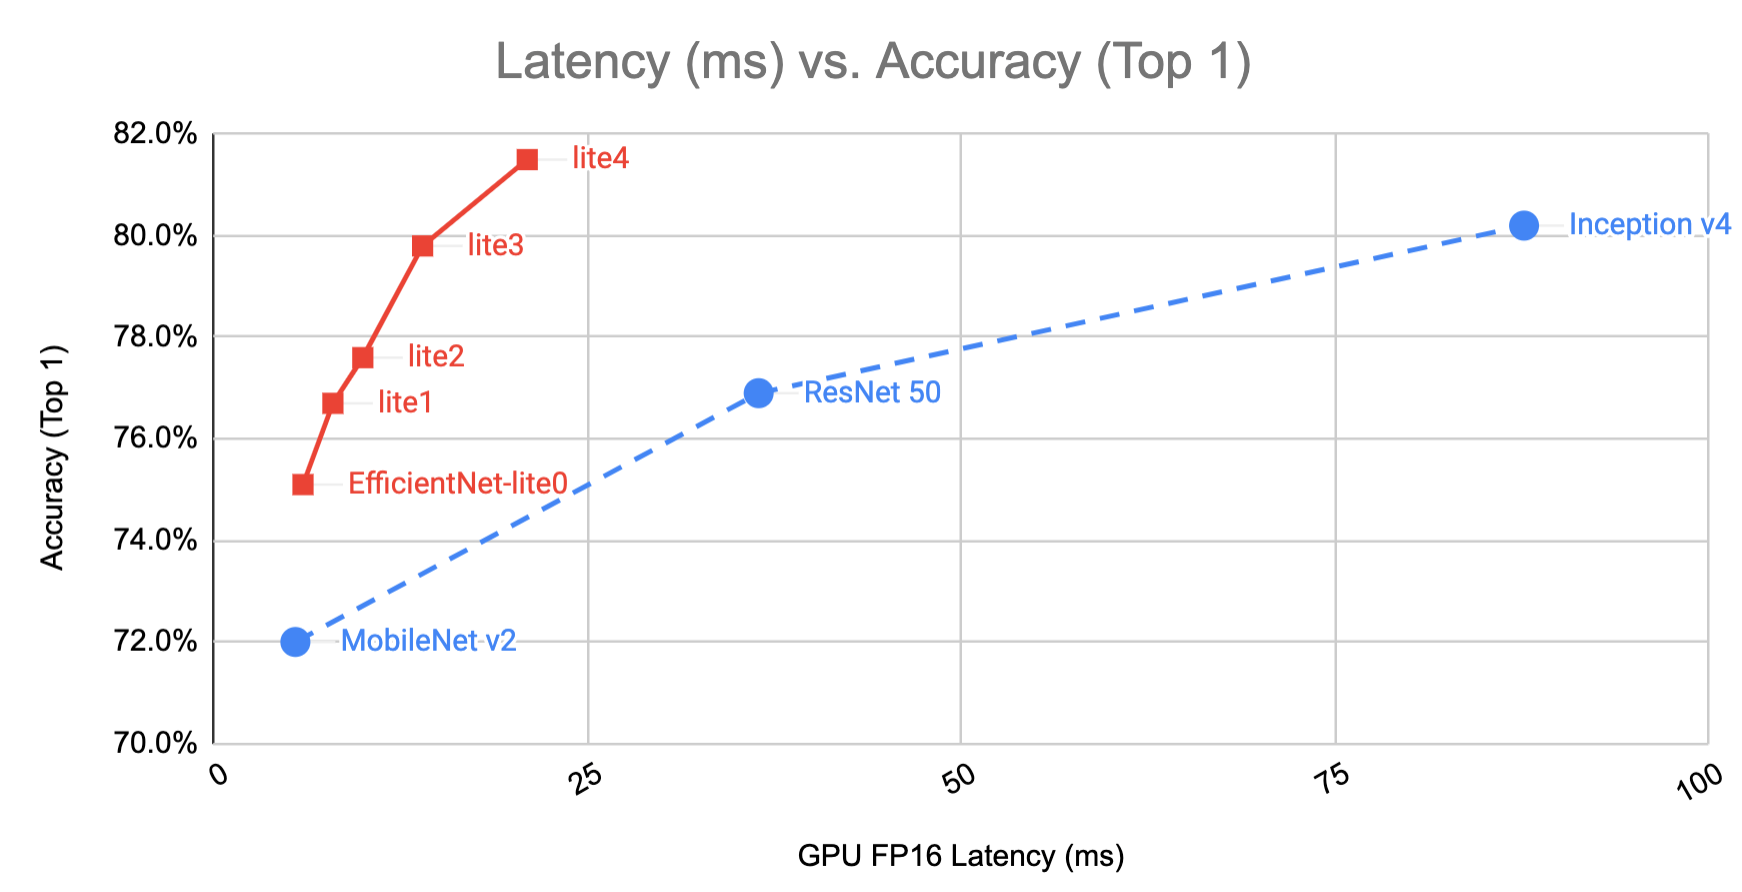 Latency (ms) vs. Accuracy (Top 1)
82.0%
lite4
80.0%
lite3
Inception v4
78.0%
lite2
ResNet 50
lite1
76.0%
EfficientNet-lite0
74.0%
72.0%
MobileNet v2
70.0%
Accuracy (Top 1)
0
25
50
75
100
GPU FP16 Latency (ms)